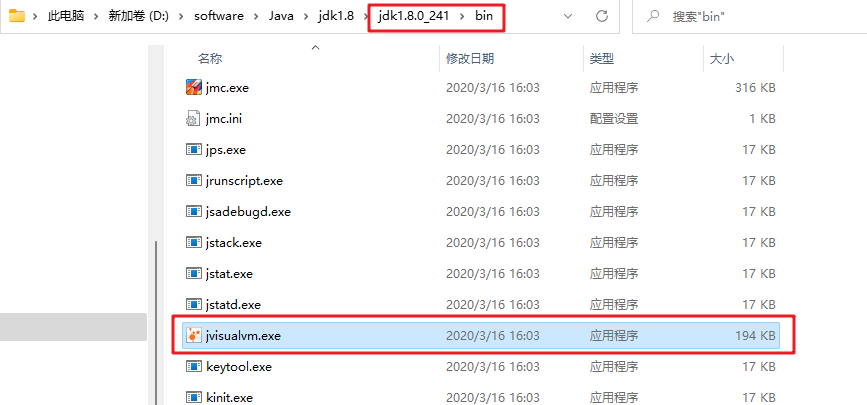 此电脑 新加卷 (D:) software Java jdk1.8 jdk1.8.0_241 bin 搜索"bin"
名称 修改日期 类型 大小
jmc.exe 2020/3/16 16:03 应用程序 316 KB
jmc.ini 2020/3/16 16:03 配置设置 1 KB
jps.exe 2020/3/16 16:03 应用程序 17 KB
jrunscript.exe 2020/3/16 16:03 应用程序 17 KB
jsadebugd.exe 2020/3/16 16:03 应用程序 17 KB
jstack.exe 2020/3/16 16:03 应用程序 17 KB
jstat.exe 2020/3/16 16:03 应用程序 17 KB
jstatd.exe 2020/3/16 16:03 应用程序 17 KB
jvisualvm.exe 2020/3/16 16:03 应用程序 194 KB
keytool.exe 2020/3/16 16:03 应用程序 17 KB
kinit.exe 2020/3/16 16:03 应用程序 17 KB